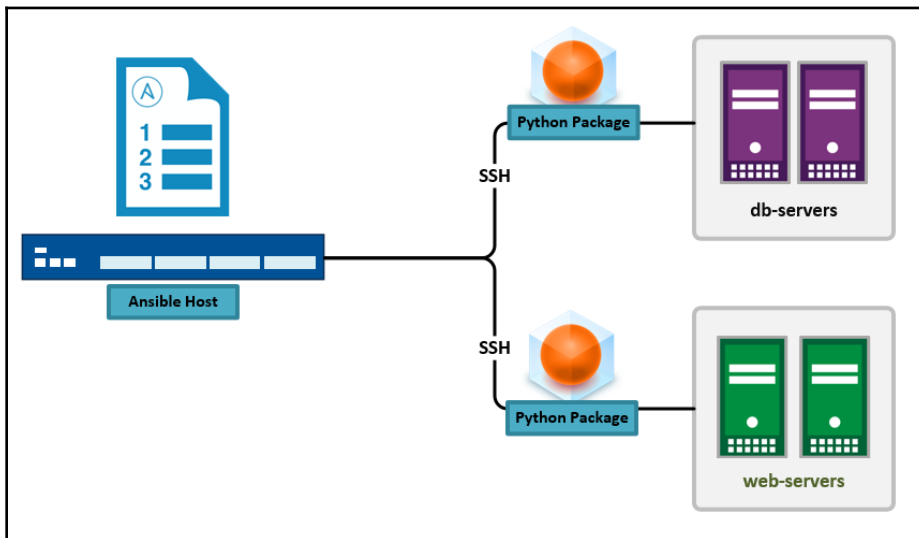 A
1
2
3
Ansible Host
SSH
Python Package
db-servers
SSH
Python Package
web-servers